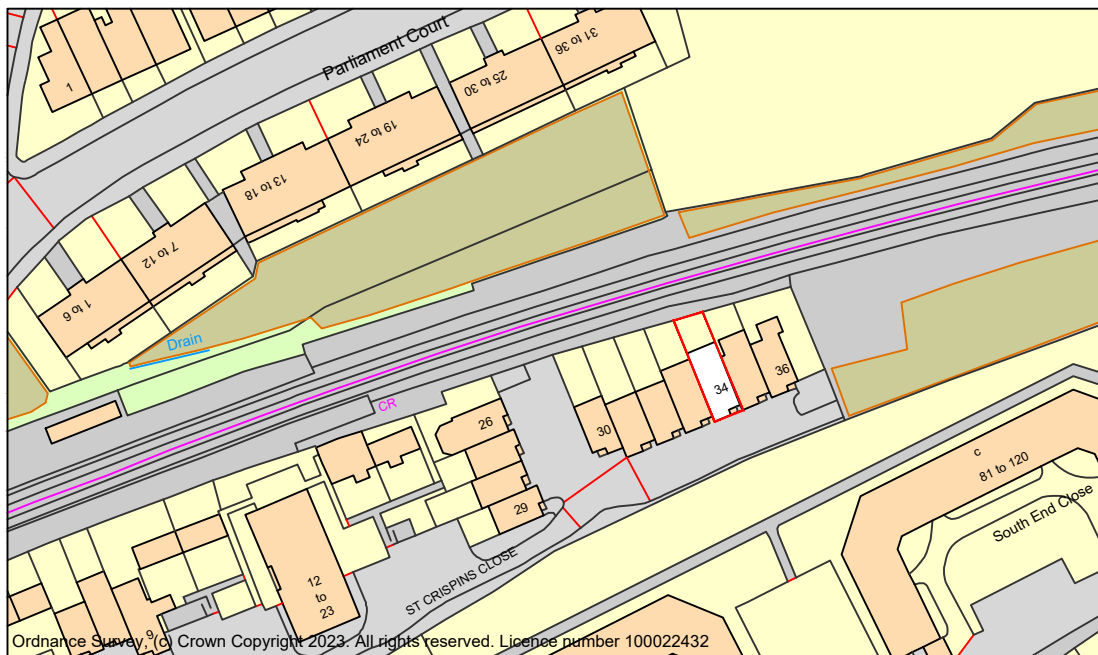 Parliament Court
1
31 to 36
25 to 30
19 to 24
13 to 18
7 to 12
1 to 6
Drain
CR
34
36
30
26
29
c
81 to 120
South End Close
ST CRISPINS CLOSE
12
to
23
9
Ordnance Survey, (c) Crown Copyright 2023. All rights reserved. Licence number 100022432